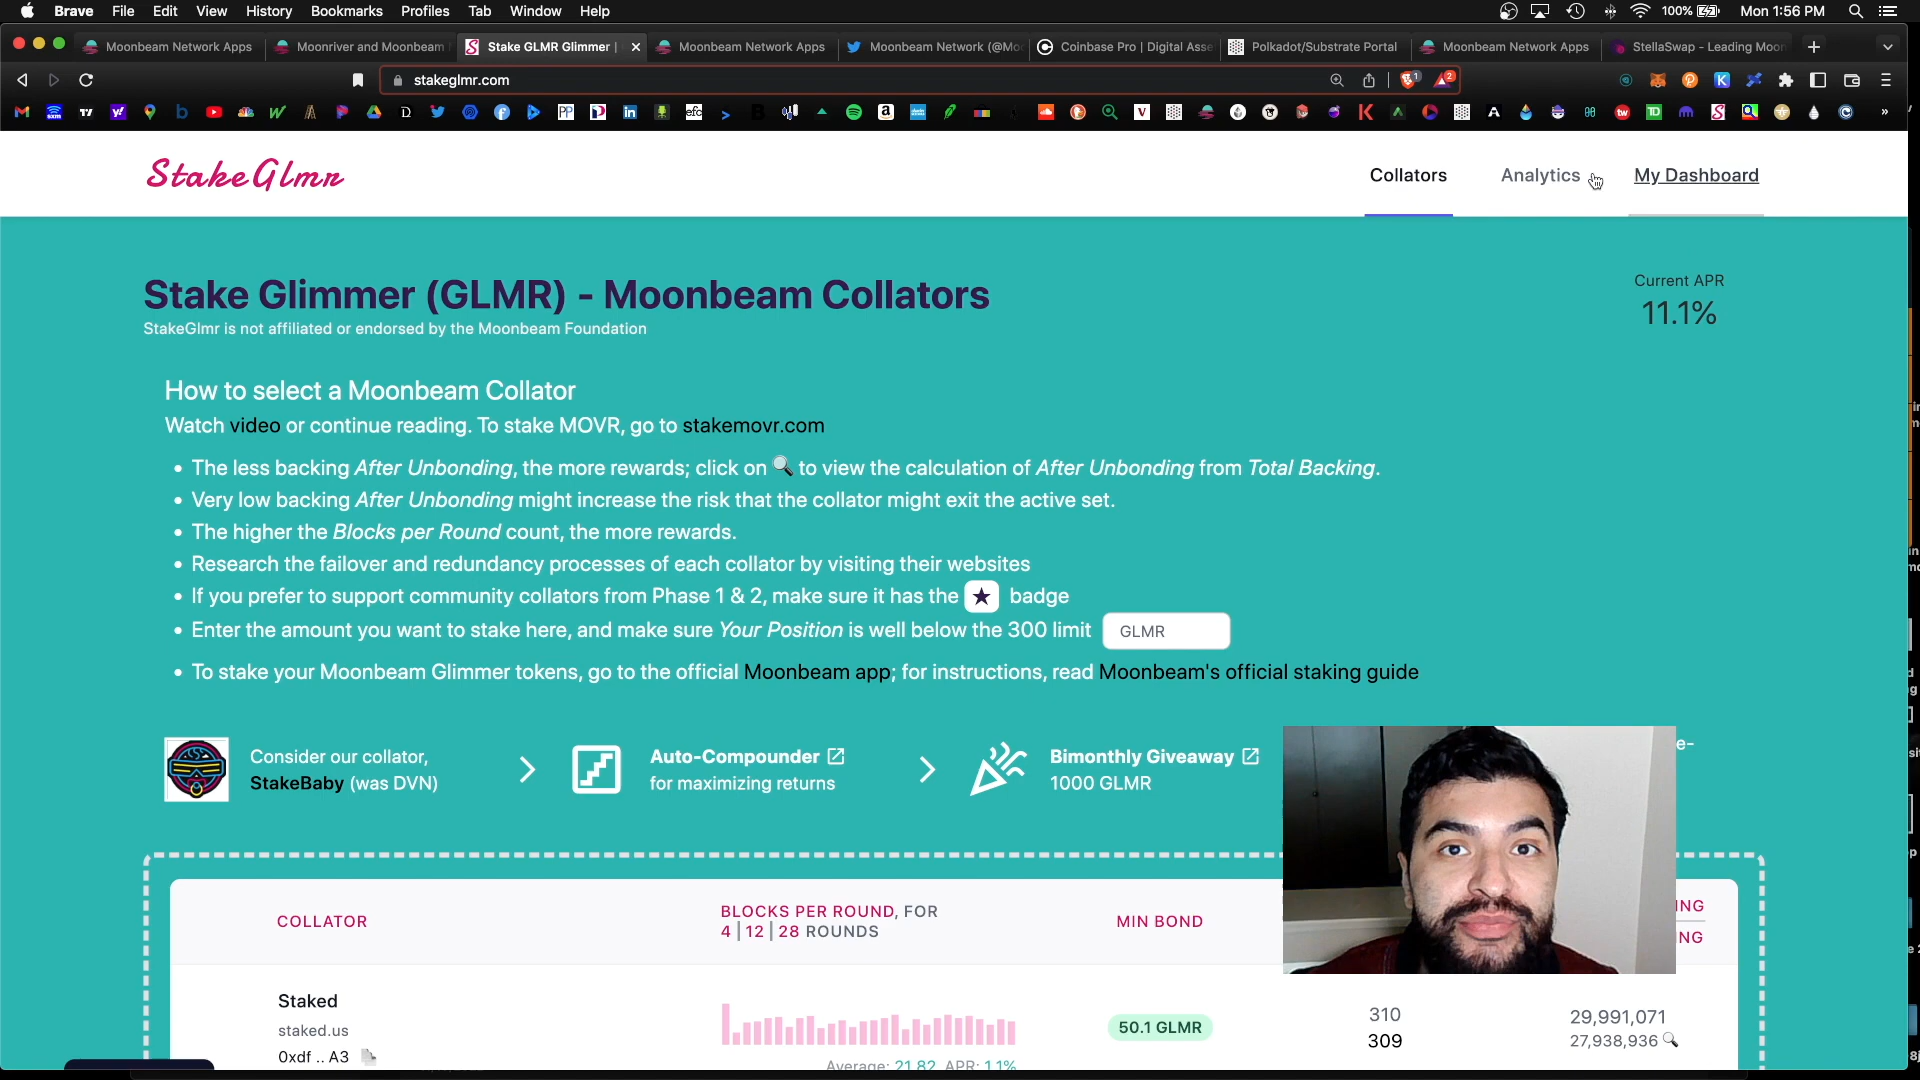 Brave File Edit View History Bookmarks Profiles Tab Window Help 100% Mon 1:56 PM
Moonbeam Network Apps Moonriver and Moonbeam Stake GLMR Glimmer | Moonbeam Network Apps Moonbeam Network (@Moo Coinbase Pro | Digital Asse Polkadot/Substrate Portal Moonbeam Network Apps StellaSwap - Leading Moon
stakeglmr.com
StakeGlmr
Collators Analytics My Dashboard
Stake Glimmer (GLMR) - Moonbeam Collators
StakeGlmr is not affiliated or endorsed by the Moonbeam Foundation
Current APR
11.1%
How to select a Moonbeam Collator
Watch video or continue reading. To stake MOVR, go to stakemovr.com
• The less backing After Unbonding, the more rewards; click on 🔍 to view the calculation of After Unbonding from Total Backing.
• Very low backing After Unbonding might increase the risk that the collator might exit the active set.
• The higher the Blocks per Round count, the more rewards.
• Research the failover and redundancy processes of each collator by visiting their websites
• If you prefer to support community collators from Phase 1 & 2, make sure it has the ★ badge
• Enter the amount you want to stake here, and make sure Your Position is well below the 300 limit GLMR
• To stake your Moonbeam Glimmer tokens, go to the official Moonbeam app; for instructions, read Moonbeam's official staking guide
Consider our collator,
StakeBaby (was DVN)
Auto-Compounder
for maximizing returns
Bimonthly Giveaway
1000 GLMR
e-
COLLATOR
BLOCKS PER ROUND, FOR
4 | 12 | 28 ROUNDS
MIN BOND
ING
NG
Staked
staked.us
0xdf .. A3
Average: 21.82 APR: 1.1%
50.1 GLMR
310
309
29,991,071
27,938,936